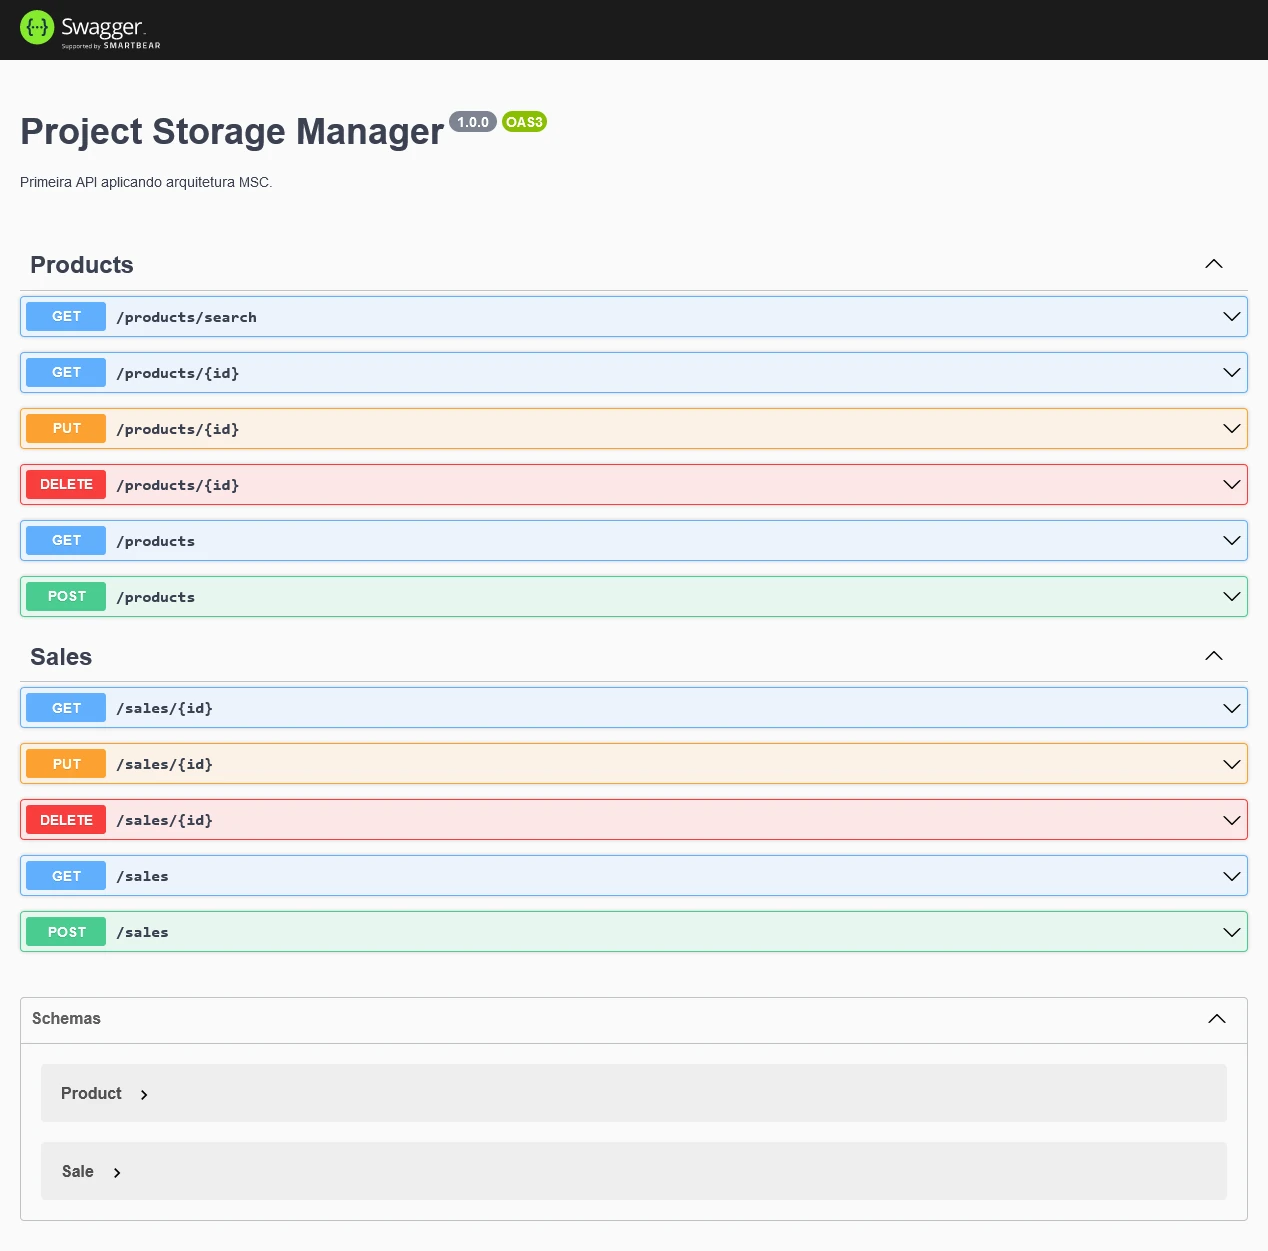 Swagger.
Supported by SMARTBEAR
Project Storage Manager 1.0.0 OAS3
Primeira API aplicando arquitetura MSC.
Products
GET /products/search
GET /products/{id}
PUT /products/{id}
DELETE /products/{id}
GET /products
POST /products
Sales
GET /sales/{id}
PUT /sales/{id}
DELETE /sales/{id}
GET /sales
POST /sales
Schemas
Product
Sale